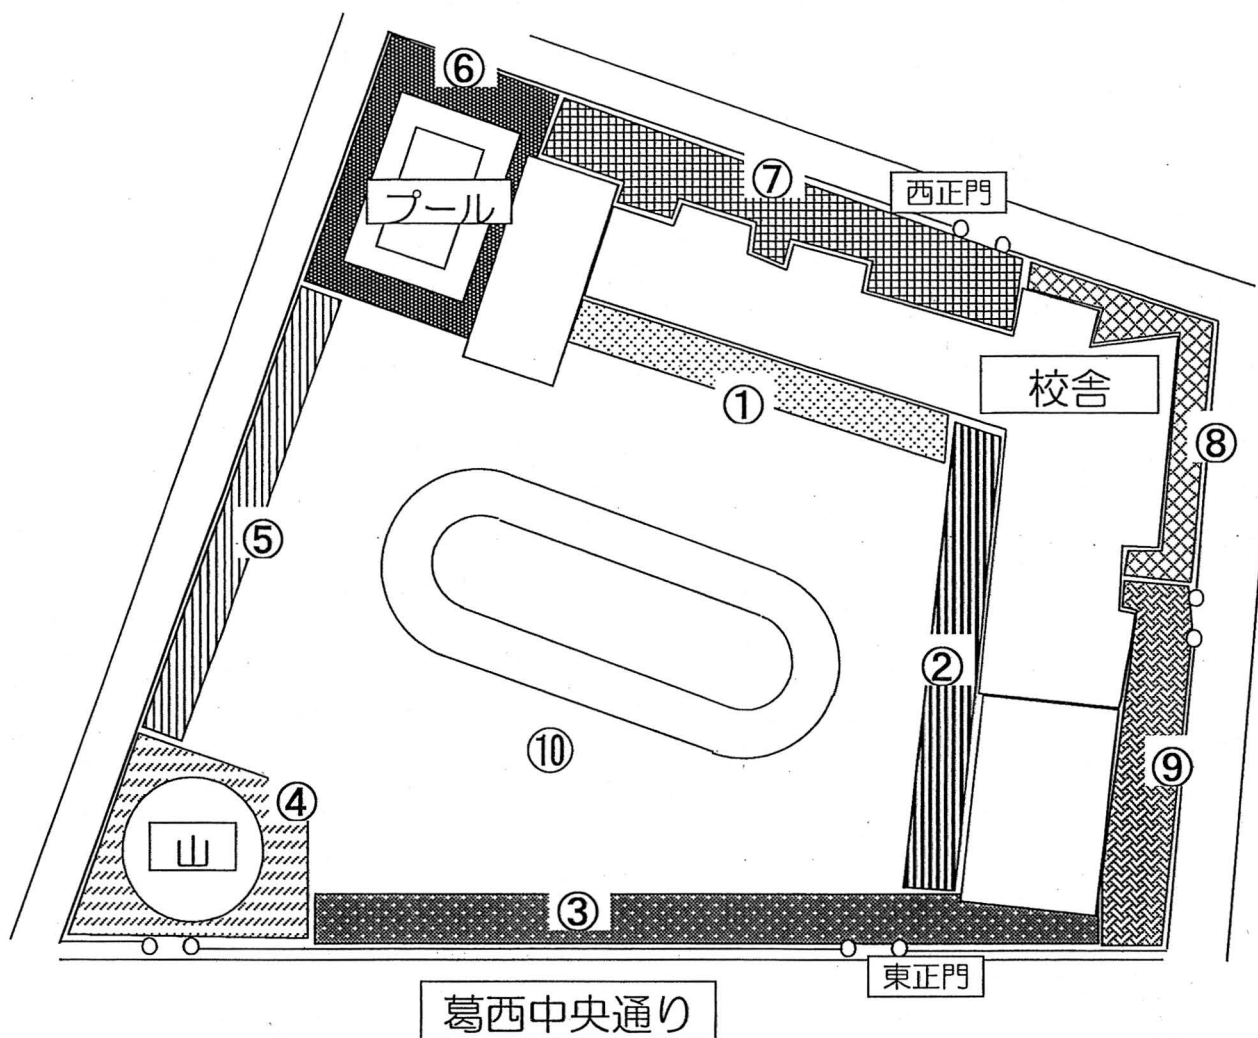 ⑥
⑦
西正門
プール
校舎
①
⑧
⑤
②
⑩
⑨
④
山
③
東正門
葛西中央通り